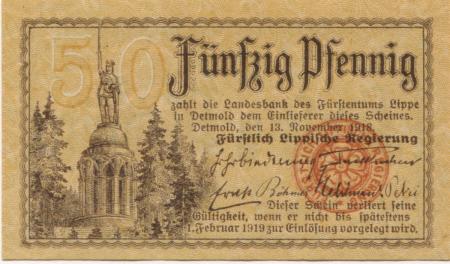 50 Fünfzig Pfennig
zahlt die Landesbank des Fürstentums Lippe
in Detmold dem Einlieferer dieses Scheines.
Detmold, den 13. November 1918.
Fürstlich Lippische Regierung
Dieser Schein verliert seine
Gültigkeit, wenn er nicht bis spätestens
1. Februar 1919 zur Einlösung vorgelegt wird.